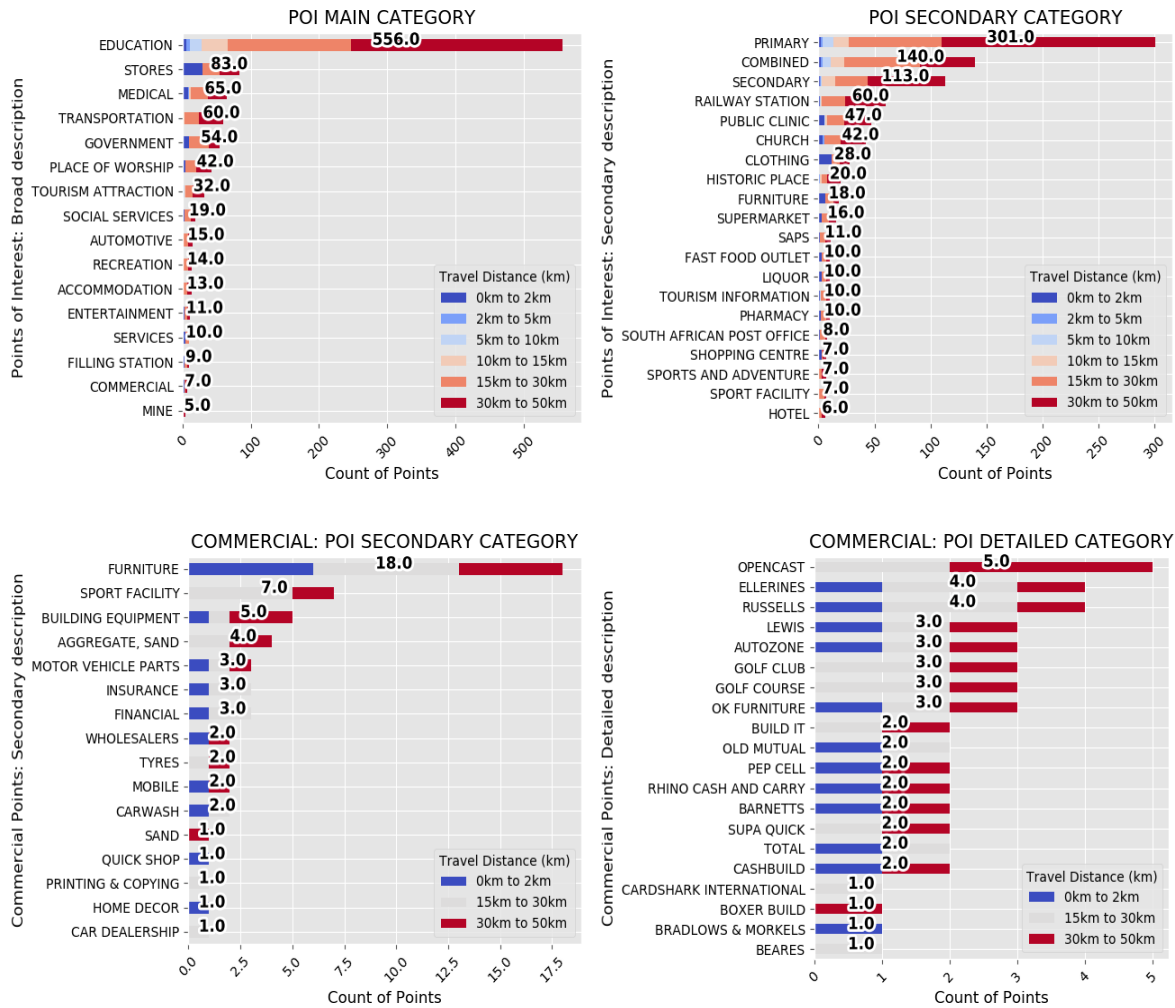 POI MAIN CATEGORY
Points of Interest: Broad description
EDUCATION 556.0
STORES 83.0
MEDICAL 65.0
TRANSPORTATION 60.0
GOVERNMENT 54.0
PLACE OF WORSHIP 42.0
TOURISM ATTRACTION 32.0
SOCIAL SERVICES 19.0
AUTOMOTIVE 15.0
RECREATION 14.0
ACCOMMODATION 13.0
ENTERTAINMENT 11.0
SERVICES 10.0
FILLING STATION 9.0
COMMERCIAL 7.0
MINE 5.0
Travel Distance (km)
0km to 2km
2km to 5km
5km to 10km
10km to 15km
15km to 30km
30km to 50km
0 100 200 300 400 500
Count of Points
POI SECONDARY CATEGORY
Points of Interest: Secondary description
PRIMARY 301.0
COMBINED 140.0
SECONDARY 113.0
RAILWAY STATION 60.0
PUBLIC CLINIC 47.0
CHURCH 42.0
CLOTHING 28.0
HISTORIC PLACE 20.0
FURNITURE 18.0
SUPERMARKET 16.0
SAPS 11.0
FAST FOOD OUTLET 10.0
LIQUOR 10.0
TOURISM INFORMATION 10.0
PHARMACY 10.0
SOUTH AFRICAN POST OFFICE 8.0
SHOPPING CENTRE 7.0
SPORTS AND ADVENTURE 7.0
SPORT FACILITY 7.0
HOTEL 6.0
Travel Distance (km)
0km to 2km
2km to 5km
5km to 10km
10km to 15km
15km to 30km
30km to 50km
0 50 100 150 200 250 300
Count of Points
COMMERCIAL: POI SECONDARY CATEGORY
Commercial Points: Secondary description
FURNITURE 18.0
SPORT FACILITY 7.0
BUILDING EQUIPMENT 5.0
AGGREGATE, SAND 4.0
MOTOR VEHICLE PARTS 3.0
INSURANCE 3.0
FINANCIAL 3.0
WHOLESALERS 2.0
TYRES 2.0
MOBILE 2.0
CARWASH 2.0
SAND 1.0
QUICK SHOP 1.0
PRINTING & COPYING 1.0
HOME DECOR 1.0
CAR DEALERSHIP 1.0
Travel Distance (km)
0km to 2km
15km to 30km
30km to 50km
0.0 2.5 5.0 7.5 10.0 12.5 15.0 17.5
Count of Points
COMMERCIAL: POI DETAILED CATEGORY
Commercial Points: Detailed description
OPENCAST 5.0
ELLERINES 4.0
RUSSELLS 4.0
LEWIS 3.0
AUTOZONE 3.0
GOLF CLUB 3.0
GOLF COURSE 3.0
OK FURNITURE 3.0
BUILD IT 2.0
OLD MUTUAL 2.0
PEP CELL 2.0
RHINO CASH AND CARRY 2.0
BARNETTS 2.0
SUPA QUICK 2.0
TOTAL 2.0
CASHBUILD 2.0
CARDSHARK INTERNATIONAL 1.0
BOXER BUILD 1.0
BRADLOWS & MORKELS 1.0
BEARES 1.0
Travel Distance (km)
0km to 2km
15km to 30km
30km to 50km
0 1 2 3 4 5
Count of Points